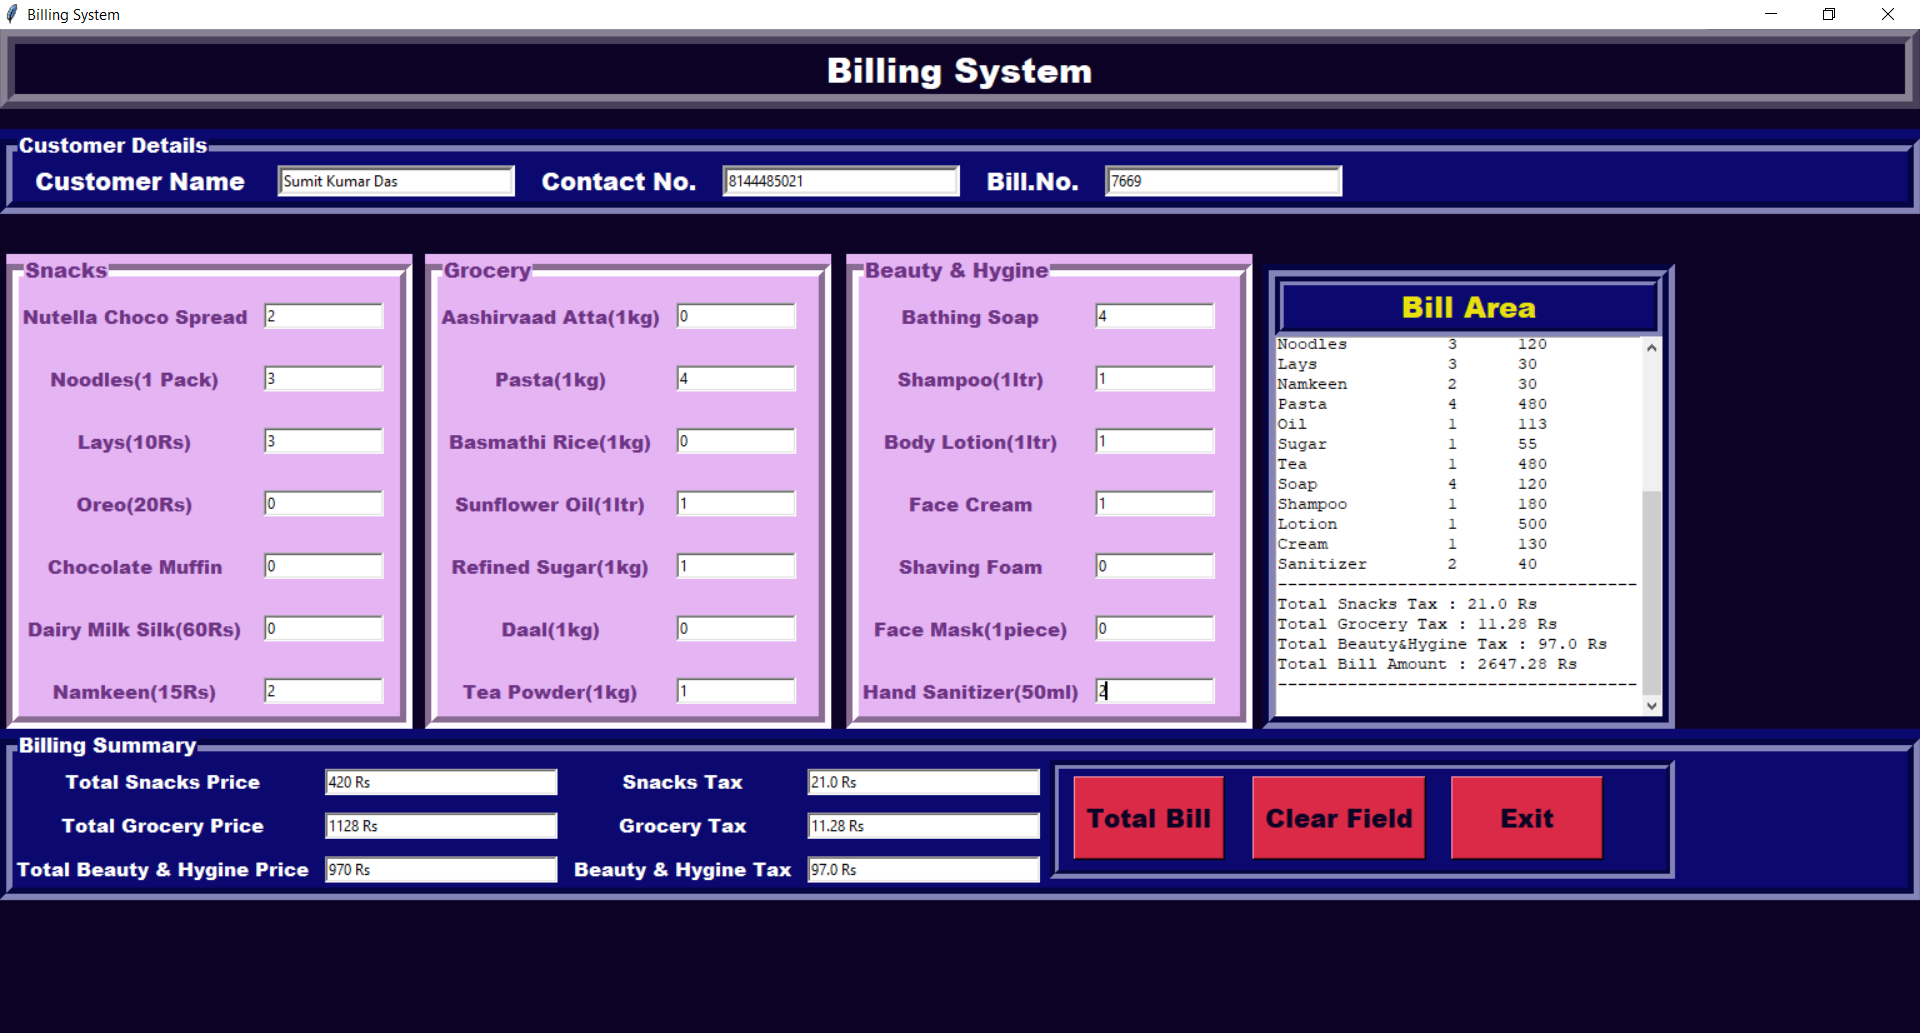 Billing System
Billing System
Customer Details
Customer Name Sumit Kumar Das Contact No. 8144485021 Bill.No. 7669
Snacks
Nutella Choco Spread 2
Noodles(1 Pack) 3
Lays(10Rs) 3
Oreo(20Rs) 0
Chocolate Muffin 0
Dairy Milk Silk(60Rs) 0
Namkeen(15Rs) 2
Grocery
Aashirvaad Atta(1kg) 0
Pasta(1kg) 4
Basmathi Rice(1kg) 0
Sunflower Oil(1ltr) 1
Refined Sugar(1kg) 1
Daal(1kg) 0
Tea Powder(1kg) 1
Beauty & Hygine
Bathing Soap 4
Shampoo(1ltr) 1
Body Lotion(1ltr) 1
Face Cream 1
Shaving Foam 0
Face Mask(1piece) 0
Hand Sanitizer(50ml) 2
Bill Area
Noodles 3 120
Lays 3 30
Namkeen 2 30
Pasta 4 480
Oil 1 113
Sugar 1 55
Tea 1 480
Soap 4 120
Shampoo 1 180
Lotion 1 500
Cream 1 130
Sanitizer 2 40
------------------------------------
Total Snacks Tax : 21.0 Rs
Total Grocery Tax : 11.28 Rs
Total Beauty&Hygine Tax : 97.0 Rs
Total Bill Amount : 2647.28 Rs
------------------------------------
Billing Summary
Total Snacks Price 420 Rs Snacks Tax 21.0 Rs
Total Grocery Price 1128 Rs Grocery Tax 11.28 Rs
Total Beauty & Hygine Price 970 Rs Beauty & Hygine Tax 97.0 Rs
Total Bill Clear Field Exit